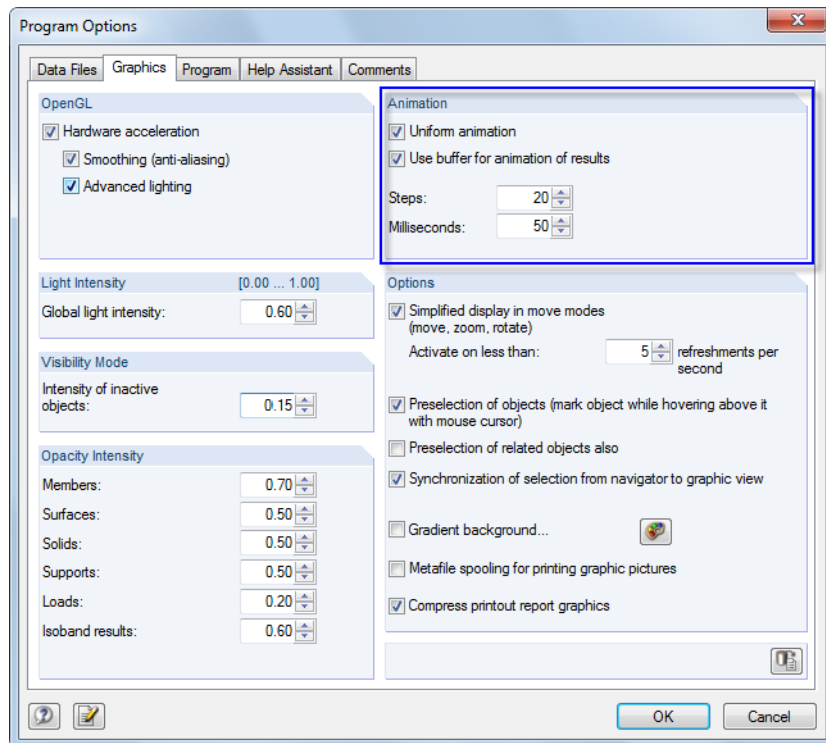 Program Options
Data Files Graphics Program Help Assistant Comments
OpenGL
Hardware acceleration
Smoothing (anti-aliasing)
Advanced lighting
Animation
Uniform animation
Use buffer for animation of results
Steps: 20
Milliseconds: 50
Light Intensity [0.00 ... 1.00]
Global light intensity: 0.60
Visibility Mode
Intensity of inactive
objects: 0.15
Opacity Intensity
Members: 0.70
Surfaces: 0.50
Solids: 0.50
Supports: 0.50
Loads: 0.20
Isoband results: 0.60
Options
Simplified display in move modes
(move, zoom, rotate)
Activate on less than: 5 refreshments per
second
Preselection of objects (mark object while hovering above it
with mouse cursor)
Preselection of related objects also
Synchronization of selection from navigator to graphic view
Gradient background...
Metafile spooling for printing graphic pictures
Compress printout report graphics
OK Cancel